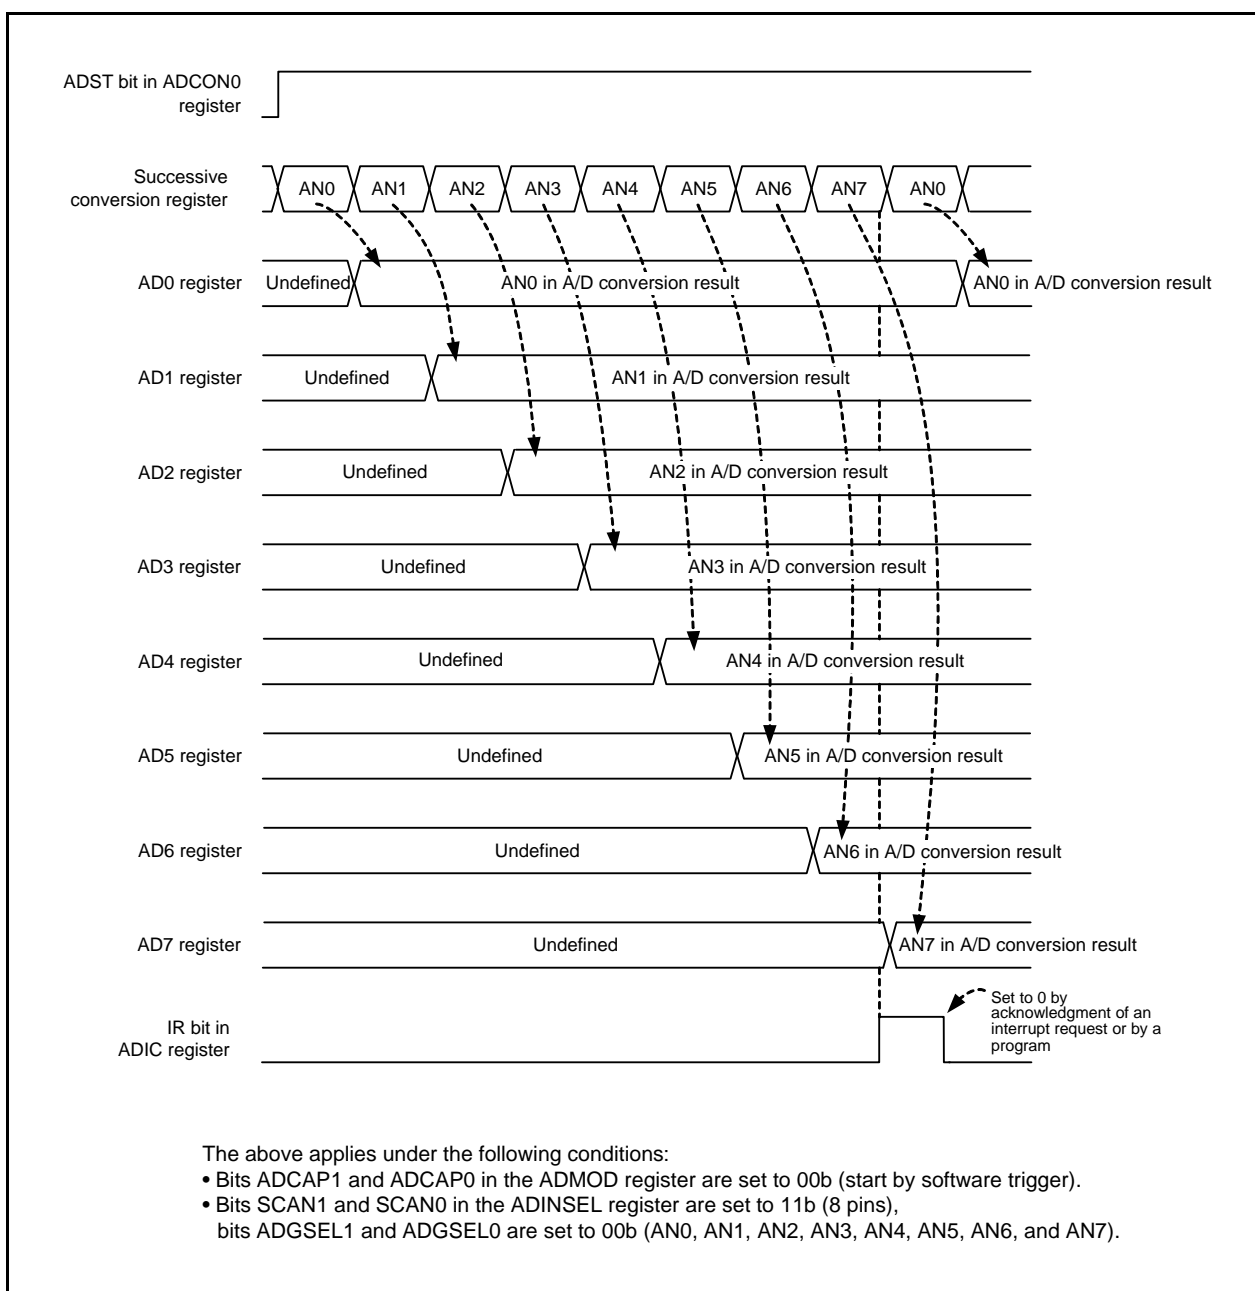 ADST bit in ADCON0
register
Successive
conversion register
AN0 AN1 AN2 AN3 AN4 AN5 AN6 AN7 AN0
AD0 register Undefined AN0 in A/D conversion result AN0 in A/D conversion result
AD1 register Undefined AN1 in A/D conversion result
AD2 register Undefined AN2 in A/D conversion result
AD3 register Undefined AN3 in A/D conversion result
AD4 register Undefined AN4 in A/D conversion result
AD5 register Undefined AN5 in A/D conversion result
AD6 register Undefined AN6 in A/D conversion result
AD7 register Undefined AN7 in A/D conversion result
IR bit in
ADIC register
Set to 0 by
acknowledgment of an
interrupt request or by a
program
The above applies under the following conditions:
• Bits ADCAP1 and ADCAP0 in the ADMOD register are set to 00b (start by software trigger).
• Bits SCAN1 and SCAN0 in the ADINSEL register are set to 11b (8 pins),
bits ADGSEL1 and ADGSEL0 are set to 00b (AN0, AN1, AN2, AN3, AN4, AN5, AN6, and AN7).